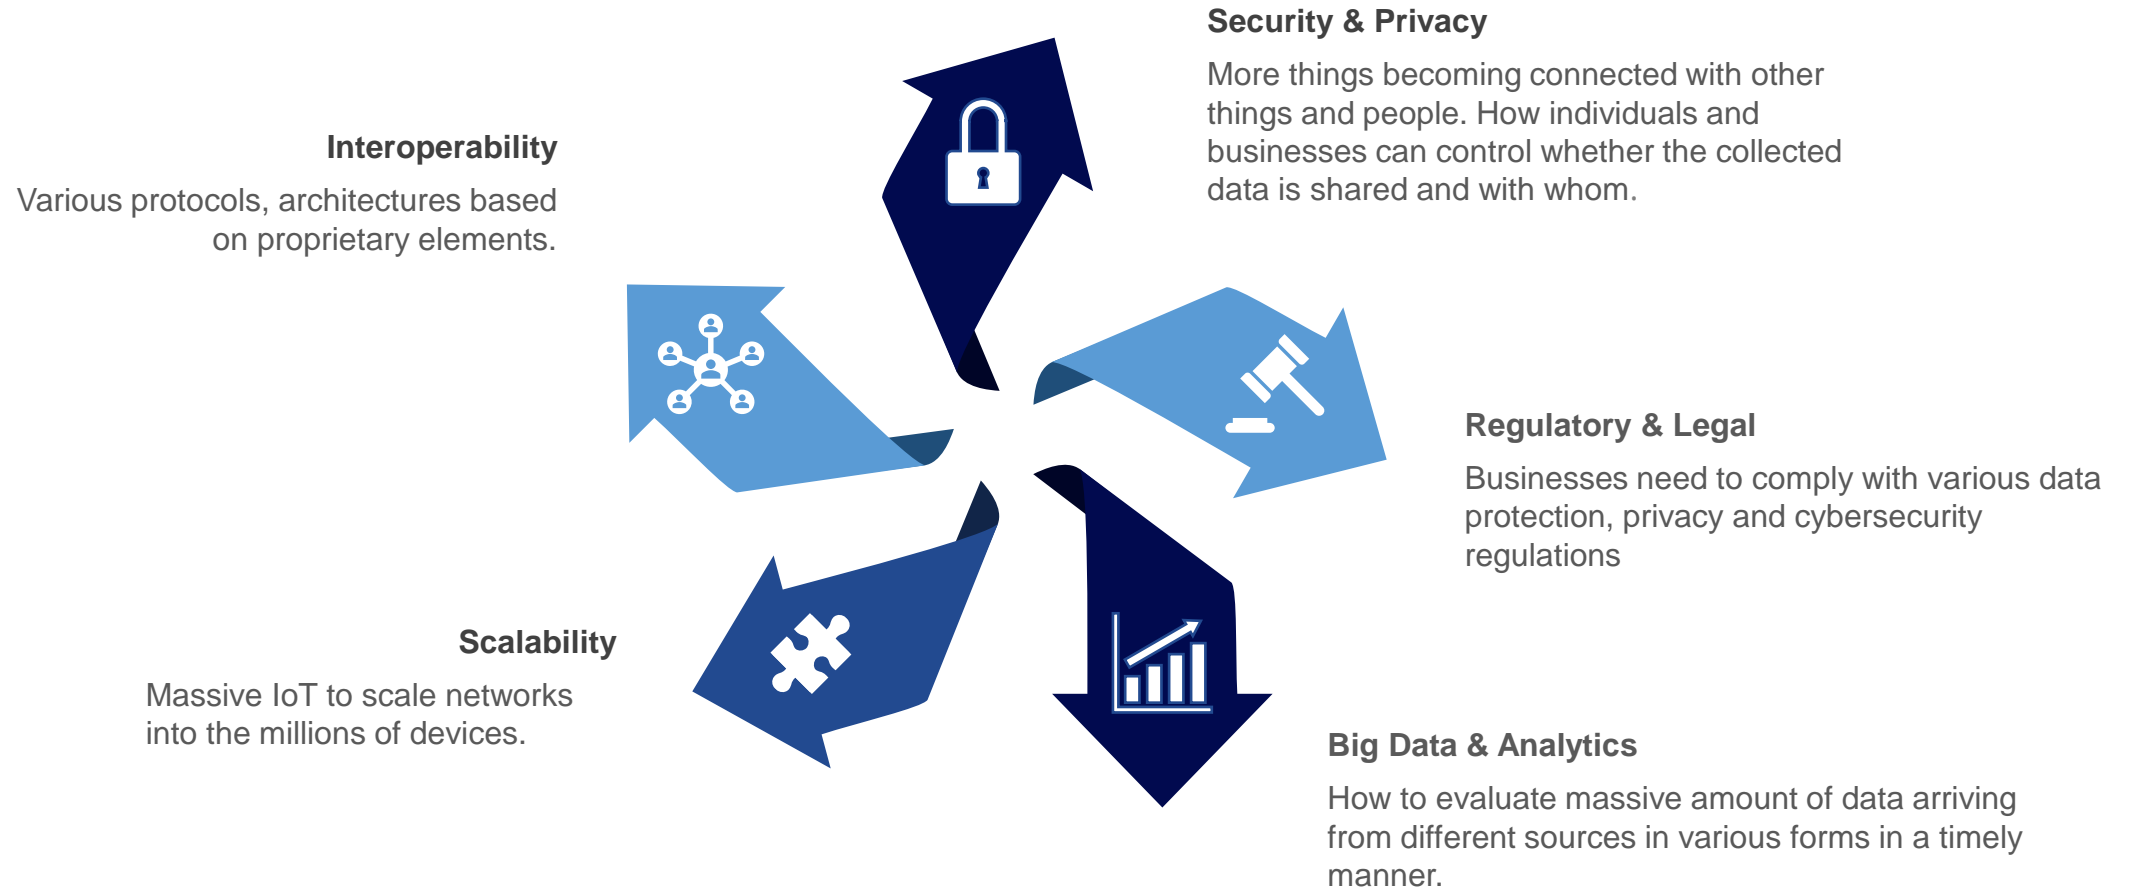 Security & Privacy
More things becoming connected with other
things and people. How individuals and
businesses can control whether the collected
data is shared and with whom.
Interoperability
Various protocols, architectures based
on proprietary elements.
Regulatory & Legal
Businesses need to comply with various data
protection, privacy and cybersecurity
regulations
Scalability
Massive IoT to scale networks
into the millions of devices.
Big Data & Analytics
How to evaluate massive amount of data arriving
from different sources in various forms in a timely
manner.